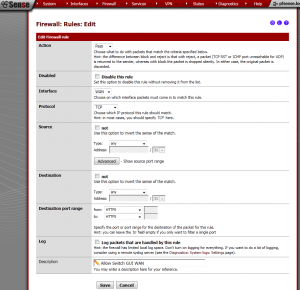 Sense
System
Interfaces
Firewall
Services
VPN
Status
Diagnostics
Help
Firewall: Rules: Edit
Edit Firewall rule
Action
Pass
Choose what to do with packets that match the criteria specified below.
Hint: the difference between block and reject is that with reject, a packet (TCP RST or ICMP port unreachable for UDP)
is returned to the sender, whereas with block the packet is dropped silently. In either case, the original packet is
discarded.
Disabled
Disable this rule
Set this option to disable this rule without removing it from the list.
Interface
WAN
Choose on which interface packets must come in to match this rule.
Protocol
TCP
Choose which IP protocol this rule should match.
Hint: in most cases, you should specify TCP here.
Source
not
Use this option to invert the sense of the match.
Type: any
Address: / 31
Advanced - Show source port range
Destination
not
Use this option to invert the sense of the match.
Type: any
Address: / 31
Destination port range
from: HTTPS
to: HTTPS
Specify the port or port range for the destination of the packet for this rule.
Hint: you can leave the 'to' field empty if you only want to filter a single port
Log
Log packets that are handled by this rule
Hint: the firewall has limited local log space. Don't turn on logging for everything. If you want to do a lot of logging,
consider using a remote syslog server (see the Diagnostics: System logs: Settings page).
Description
Allow Switch GUI WAN
You may enter a description here for your reference.
Save
Cancel